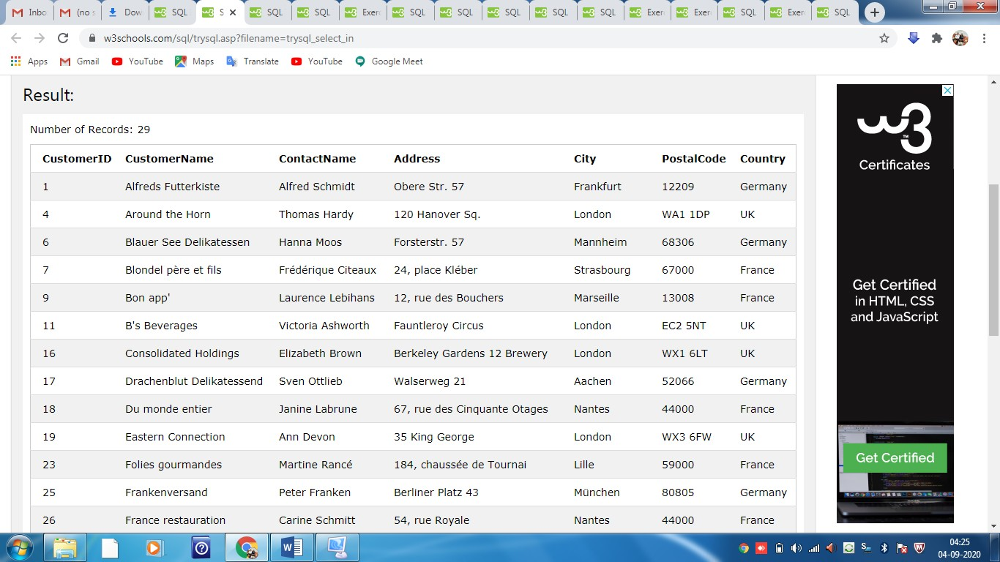 Inbo (no s Dow SQL S SQL SQL Exerc SQL SQL SQL SQL SQL Exerc Exerc SQL Exerc SQL
w3schools.com/sql/trysql.asp?filename=trysql_select_in
Apps Gmail YouTube Maps Translate YouTube Google Meet
Result:
Number of Records: 29
CustomerID CustomerName ContactName Address City PostalCode Country
1 Alfreds Futterkiste Alfred Schmidt Obere Str. 57 Frankfurt 12209 Germany
4 Around the Horn Thomas Hardy 120 Hanover Sq. London WA1 1DP UK
6 Blauer See Delikatessen Hanna Moos Forsterstr. 57 Mannheim 68306 Germany
7 Blondel père et fils Frédérique Citeaux 24, place Kléber Strasbourg 67000 France
9 Bon app' Laurence Lebihans 12, rue des Bouchers Marseille 13008 France
11 B's Beverages Victoria Ashworth Fauntleroy Circus London EC2 5NT UK
16 Consolidated Holdings Elizabeth Brown Berkeley Gardens 12 Brewery London WX1 6LT UK
17 Drachenblut Delikatessend Sven Ottlieb Walserweg 21 Aachen 52066 Germany
18 Du monde entier Janine Labrune 67, rue des Cinquante Otages Nantes 44000 France
19 Eastern Connection Ann Devon 35 King George London WX3 6FW UK
23 Folies gourmandes Martine Rancé 184, chaussée de Tournai Lille 59000 France
25 Frankenversand Peter Franken Berliner Platz 43 München 80805 Germany
26 France restauration Carine Schmitt 54, rue Royale Nantes 44000 France
w3
Certificates
Get Certified
in HTML, CSS
and JavaScript
Get Certified
04:25
04-09-2020